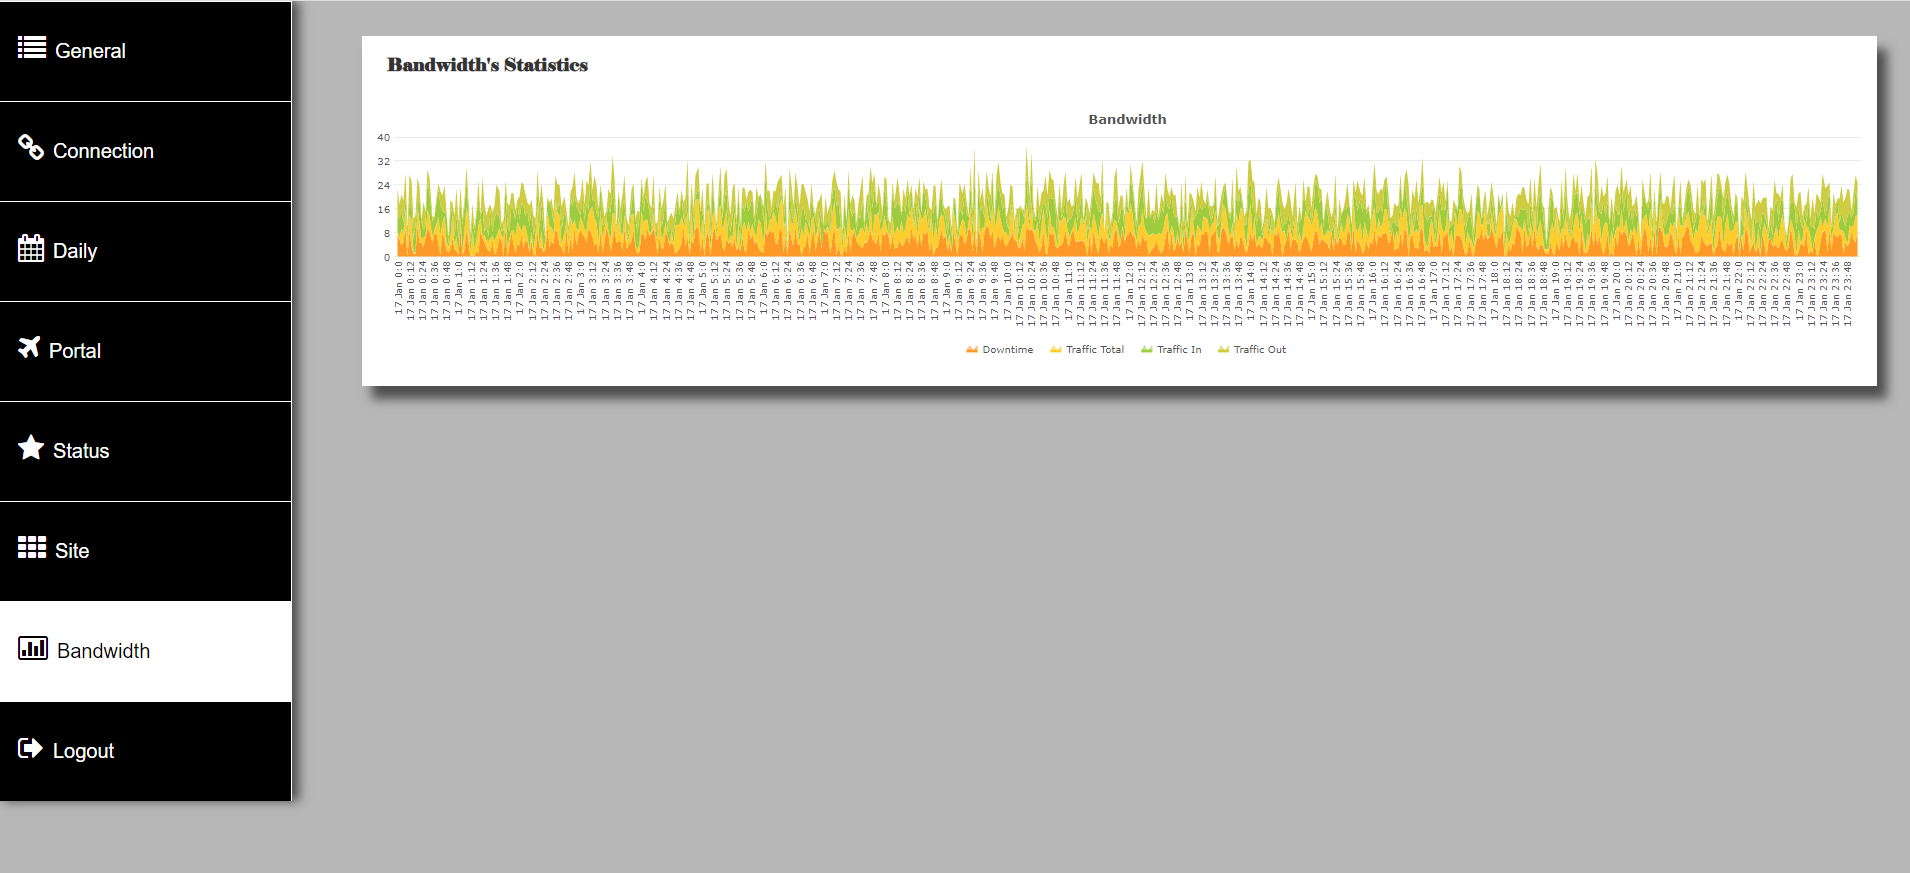 General
Connection
Daily
Portal
Status
Site
Bandwidth
Logout
Bandwidth's Statistics
Bandwidth
40
32
24
16
8
0
17 Jan 0:0
17 Jan 0:12
17 Jan 0:24
17 Jan 0:36
17 Jan 0:48
17 Jan 1:0
17 Jan 1:12
17 Jan 1:24
17 Jan 1:36
17 Jan 1:48
17 Jan 2:0
17 Jan 2:12
17 Jan 2:24
17 Jan 2:36
17 Jan 2:48
17 Jan 3:0
17 Jan 3:12
17 Jan 3:24
17 Jan 3:36
17 Jan 3:48
17 Jan 4:0
17 Jan 4:12
17 Jan 4:24
17 Jan 4:36
17 Jan 4:48
17 Jan 5:0
17 Jan 5:12
17 Jan 5:24
17 Jan 5:36
17 Jan 5:48
17 Jan 6:0
17 Jan 6:12
17 Jan 6:24
17 Jan 6:36
17 Jan 6:48
17 Jan 7:0
17 Jan 7:12
17 Jan 7:24
17 Jan 7:36
17 Jan 7:48
17 Jan 8:0
17 Jan 8:12
17 Jan 8:24
17 Jan 8:36
17 Jan 8:48
17 Jan 9:0
17 Jan 9:12
17 Jan 9:24
17 Jan 9:36
17 Jan 9:48
17 Jan 10:0
17 Jan 10:12
17 Jan 10:24
17 Jan 10:36
17 Jan 10:48
17 Jan 11:0
17 Jan 11:12
17 Jan 11:24
17 Jan 11:36
17 Jan 11:48
17 Jan 12:0
17 Jan 12:12
17 Jan 12:24
17 Jan 12:36
17 Jan 12:48
17 Jan 13:0
17 Jan 13:12
17 Jan 13:24
17 Jan 13:36
17 Jan 13:48
17 Jan 14:0
17 Jan 14:12
17 Jan 14:24
17 Jan 14:36
17 Jan 14:48
17 Jan 15:0
17 Jan 15:12
17 Jan 15:24
17 Jan 15:36
17 Jan 15:48
17 Jan 16:0
17 Jan 16:12
17 Jan 16:24
17 Jan 16:36
17 Jan 16:48
17 Jan 17:0
17 Jan 17:12
17 Jan 17:24
17 Jan 17:36
17 Jan 17:48
17 Jan 18:0
17 Jan 18:12
17 Jan 18:24
17 Jan 18:36
17 Jan 18:48
17 Jan 19:0
17 Jan 19:12
17 Jan 19:24
17 Jan 19:36
17 Jan 19:48
17 Jan 20:0
17 Jan 20:12
17 Jan 20:24
17 Jan 20:36
17 Jan 20:48
17 Jan 21:0
17 Jan 21:12
17 Jan 21:24
17 Jan 21:36
17 Jan 21:48
17 Jan 22:0
17 Jan 22:12
17 Jan 22:24
17 Jan 22:36
17 Jan 22:48
17 Jan 23:0
17 Jan 23:12
17 Jan 23:24
17 Jan 23:36
17 Jan 23:48
Downtime Traffic Total Traffic In Traffic Out